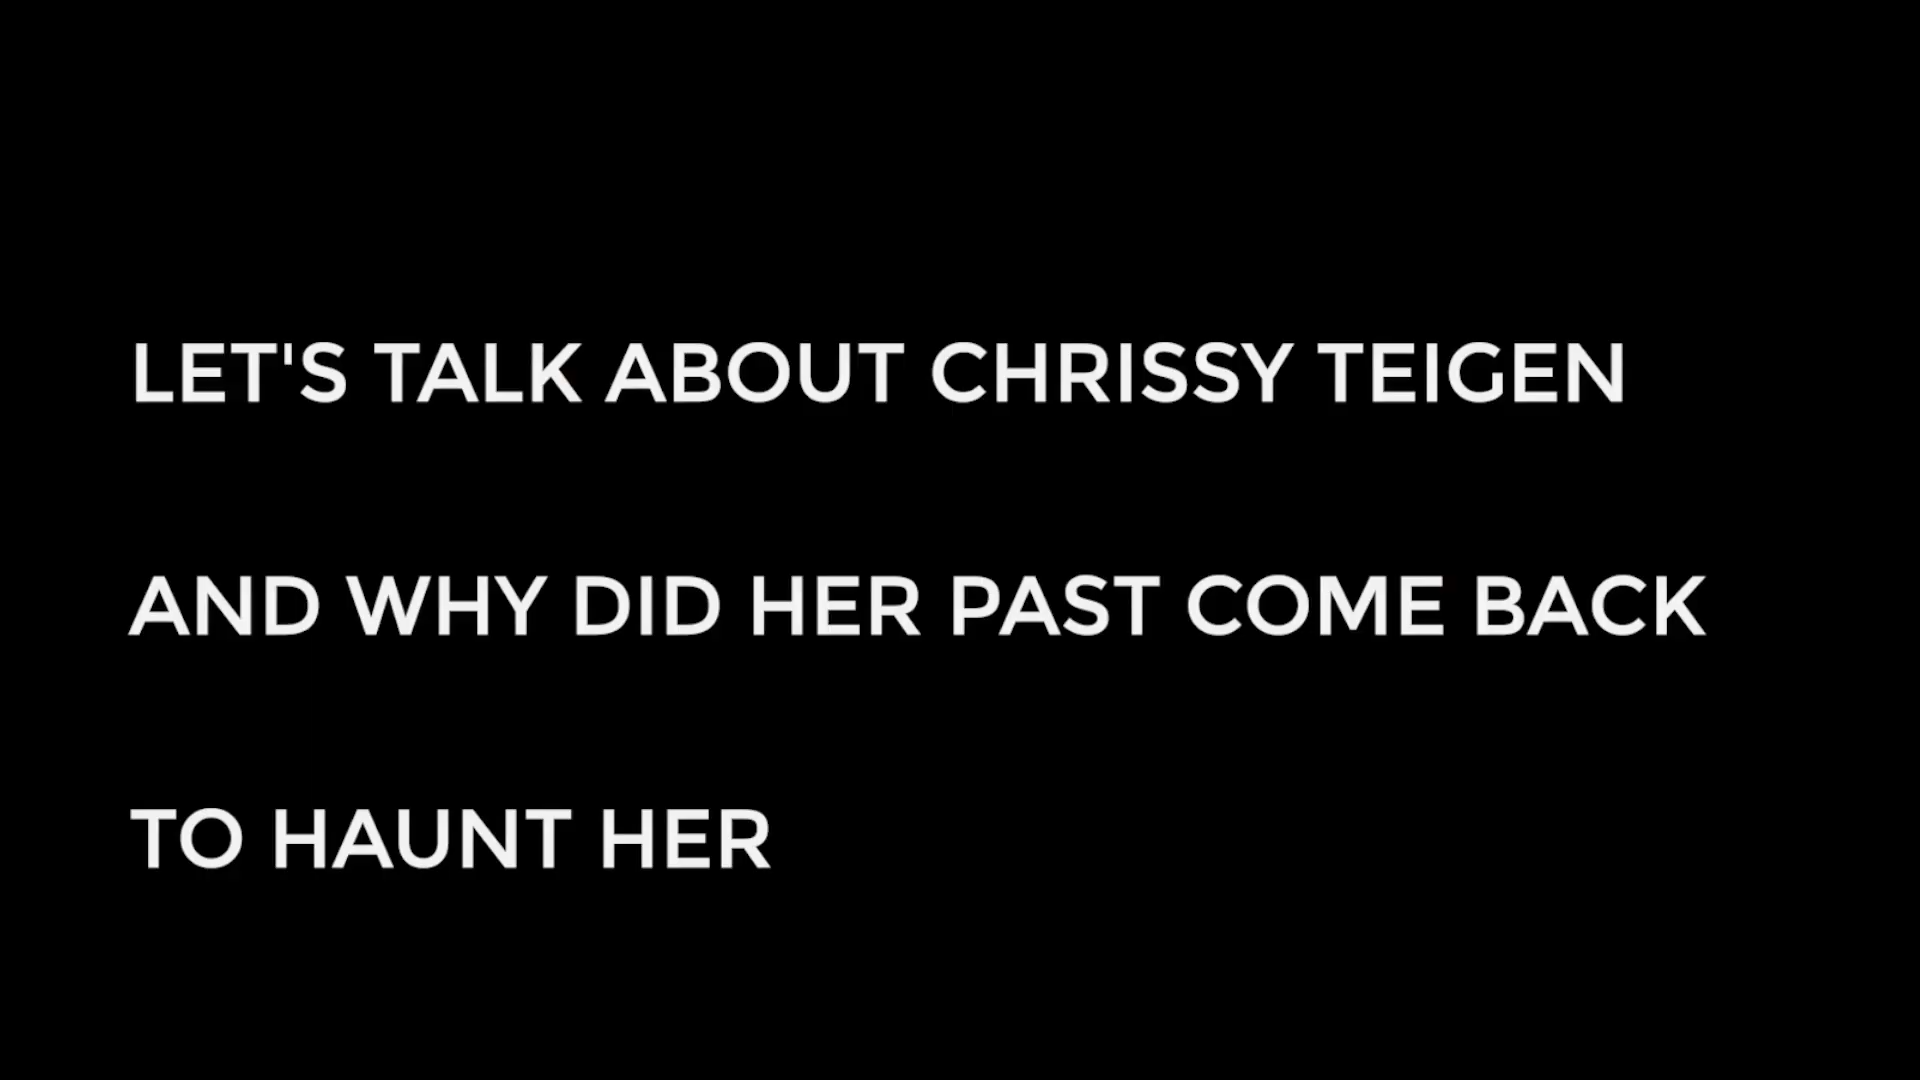 LET'S TALK ABOUT CHRISSY TEIGEN
AND WHY DID HER PAST COME BACK
TO HAUNT HER